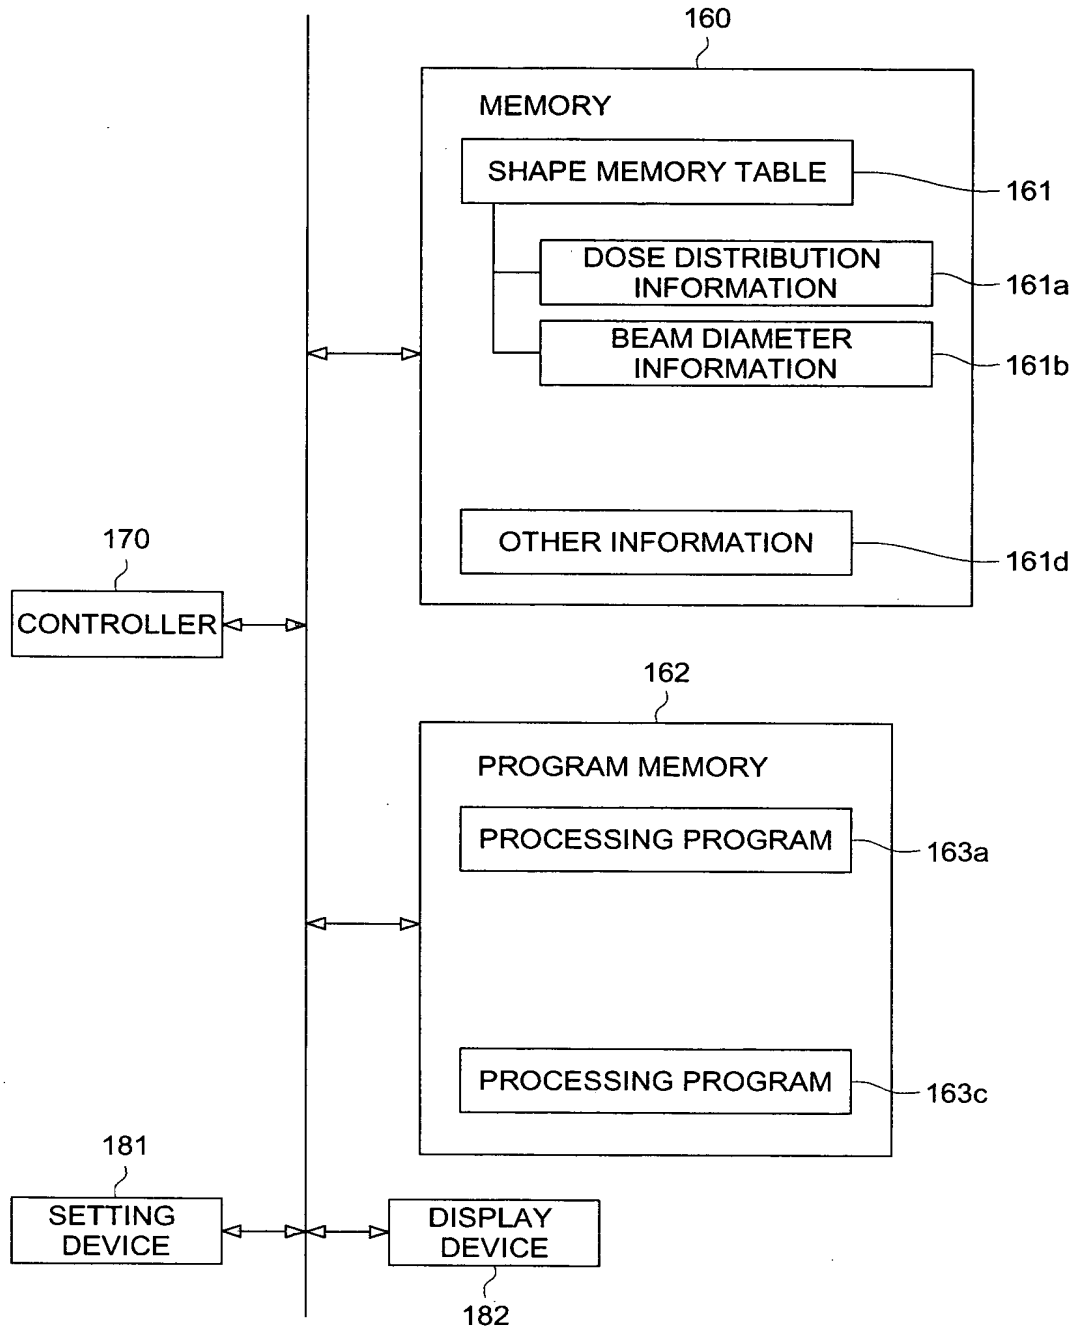 160
MEMORY
SHAPE MEMORY TABLE
161
DOSE DISTRIBUTION
INFORMATION
161a
BEAM DIAMETER
INFORMATION
161b
OTHER INFORMATION
161d
170
CONTROLLER
162
PROGRAM MEMORY
PROCESSING PROGRAM
163a
PROCESSING PROGRAM
163c
181
SETTING
DEVICE
DISPLAY
DEVICE
182